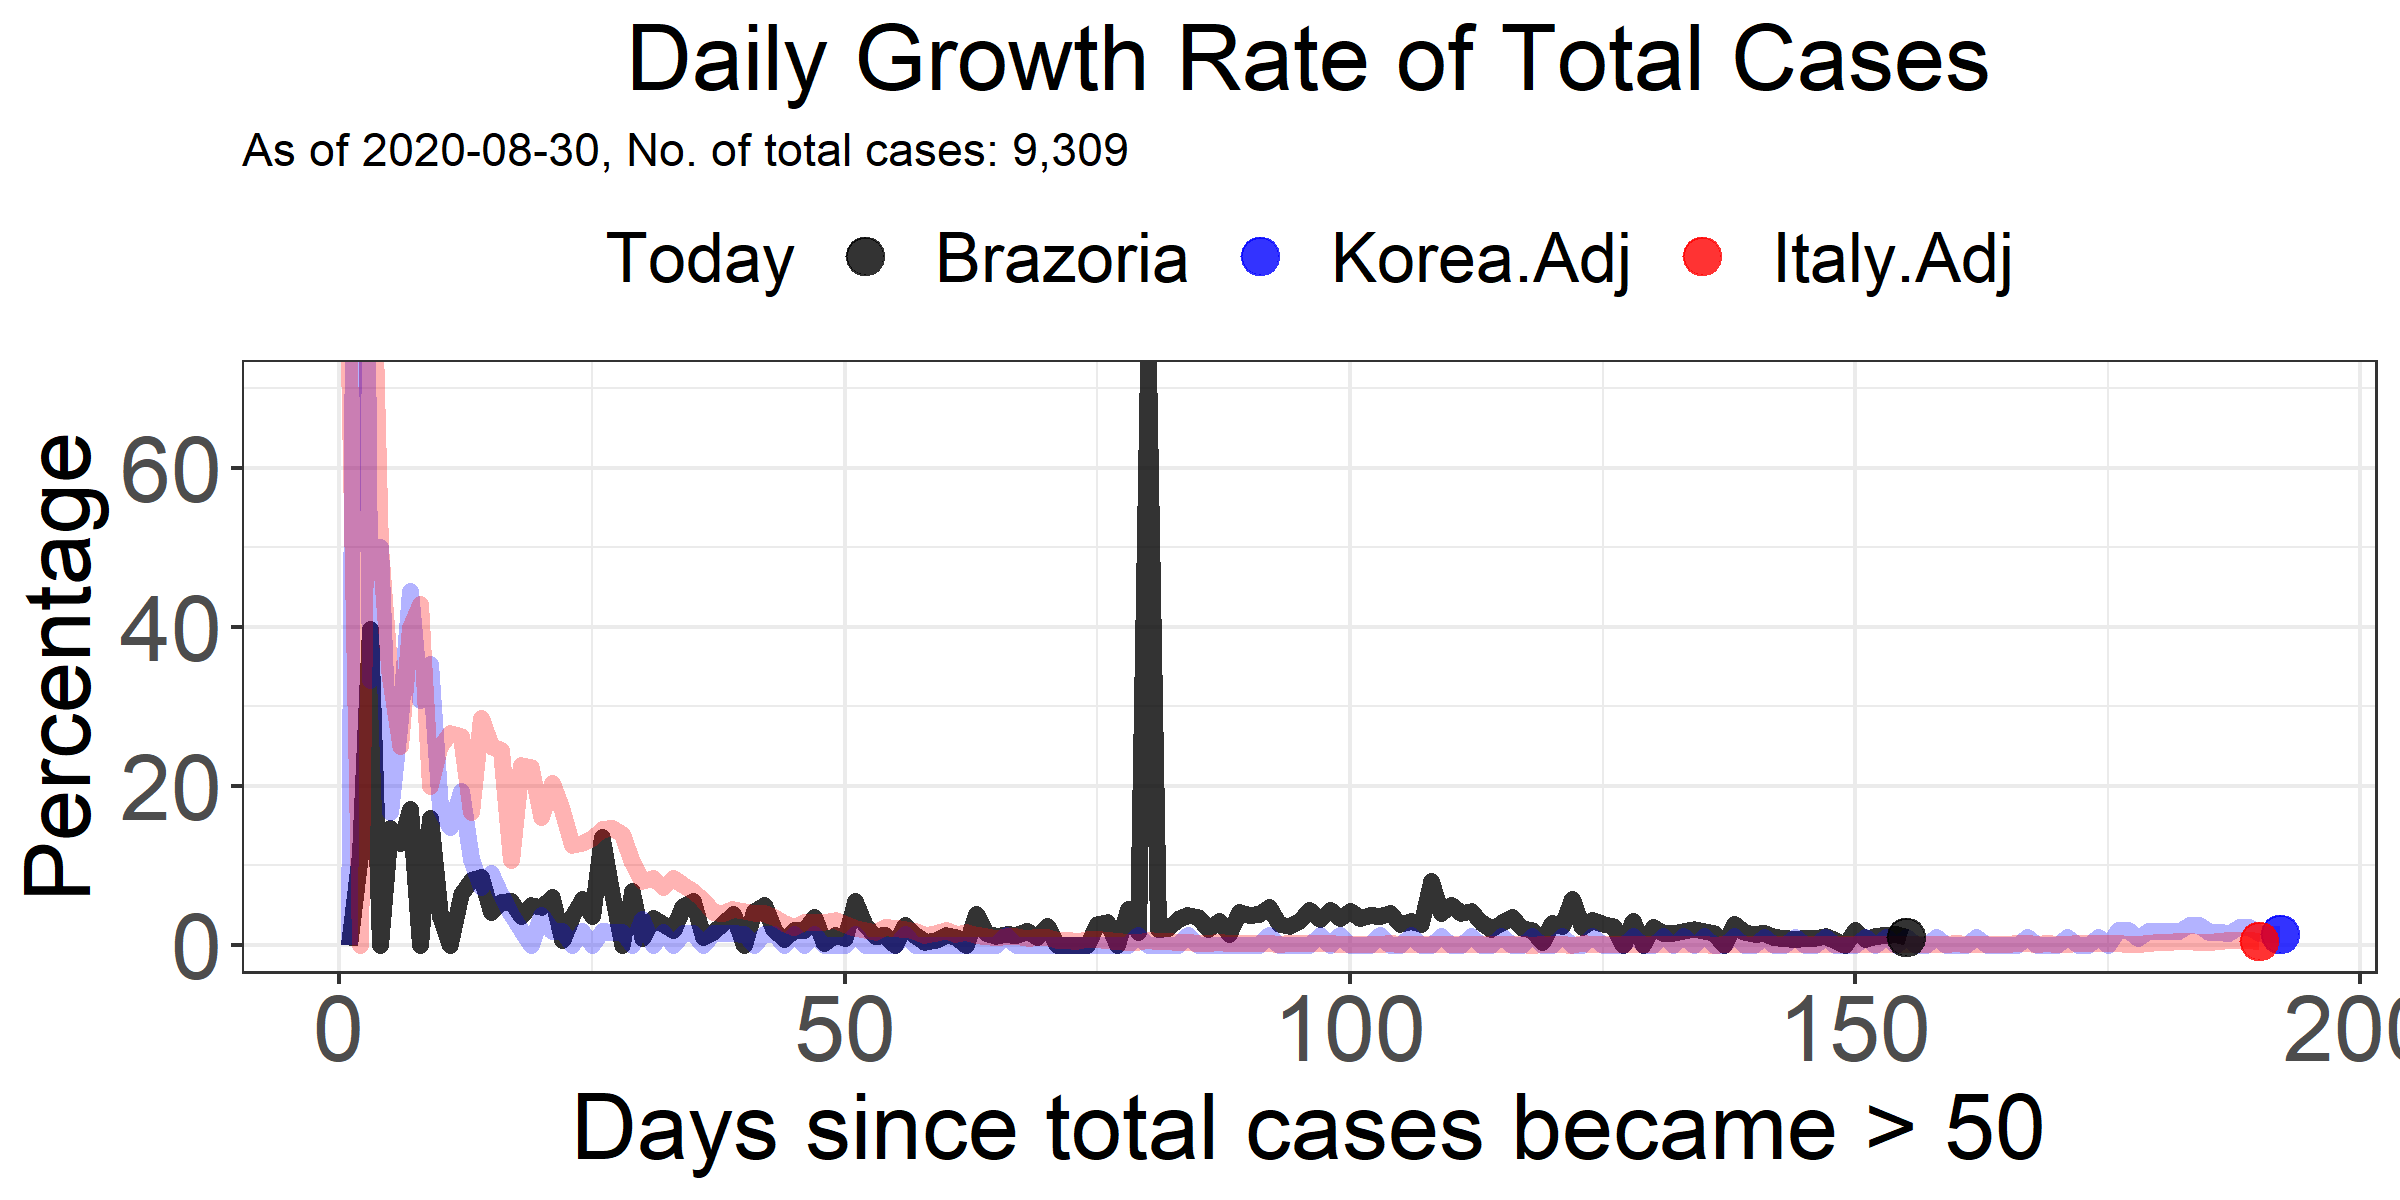 Daily Growth Rate of Total Cases
As of 2020-08-30, No. of total cases: 9,309
Today Brazoria Korea.Adj Italy.Adj
Percentage
60
40
20
0
0 50 100 150 200
Days since total cases became > 50